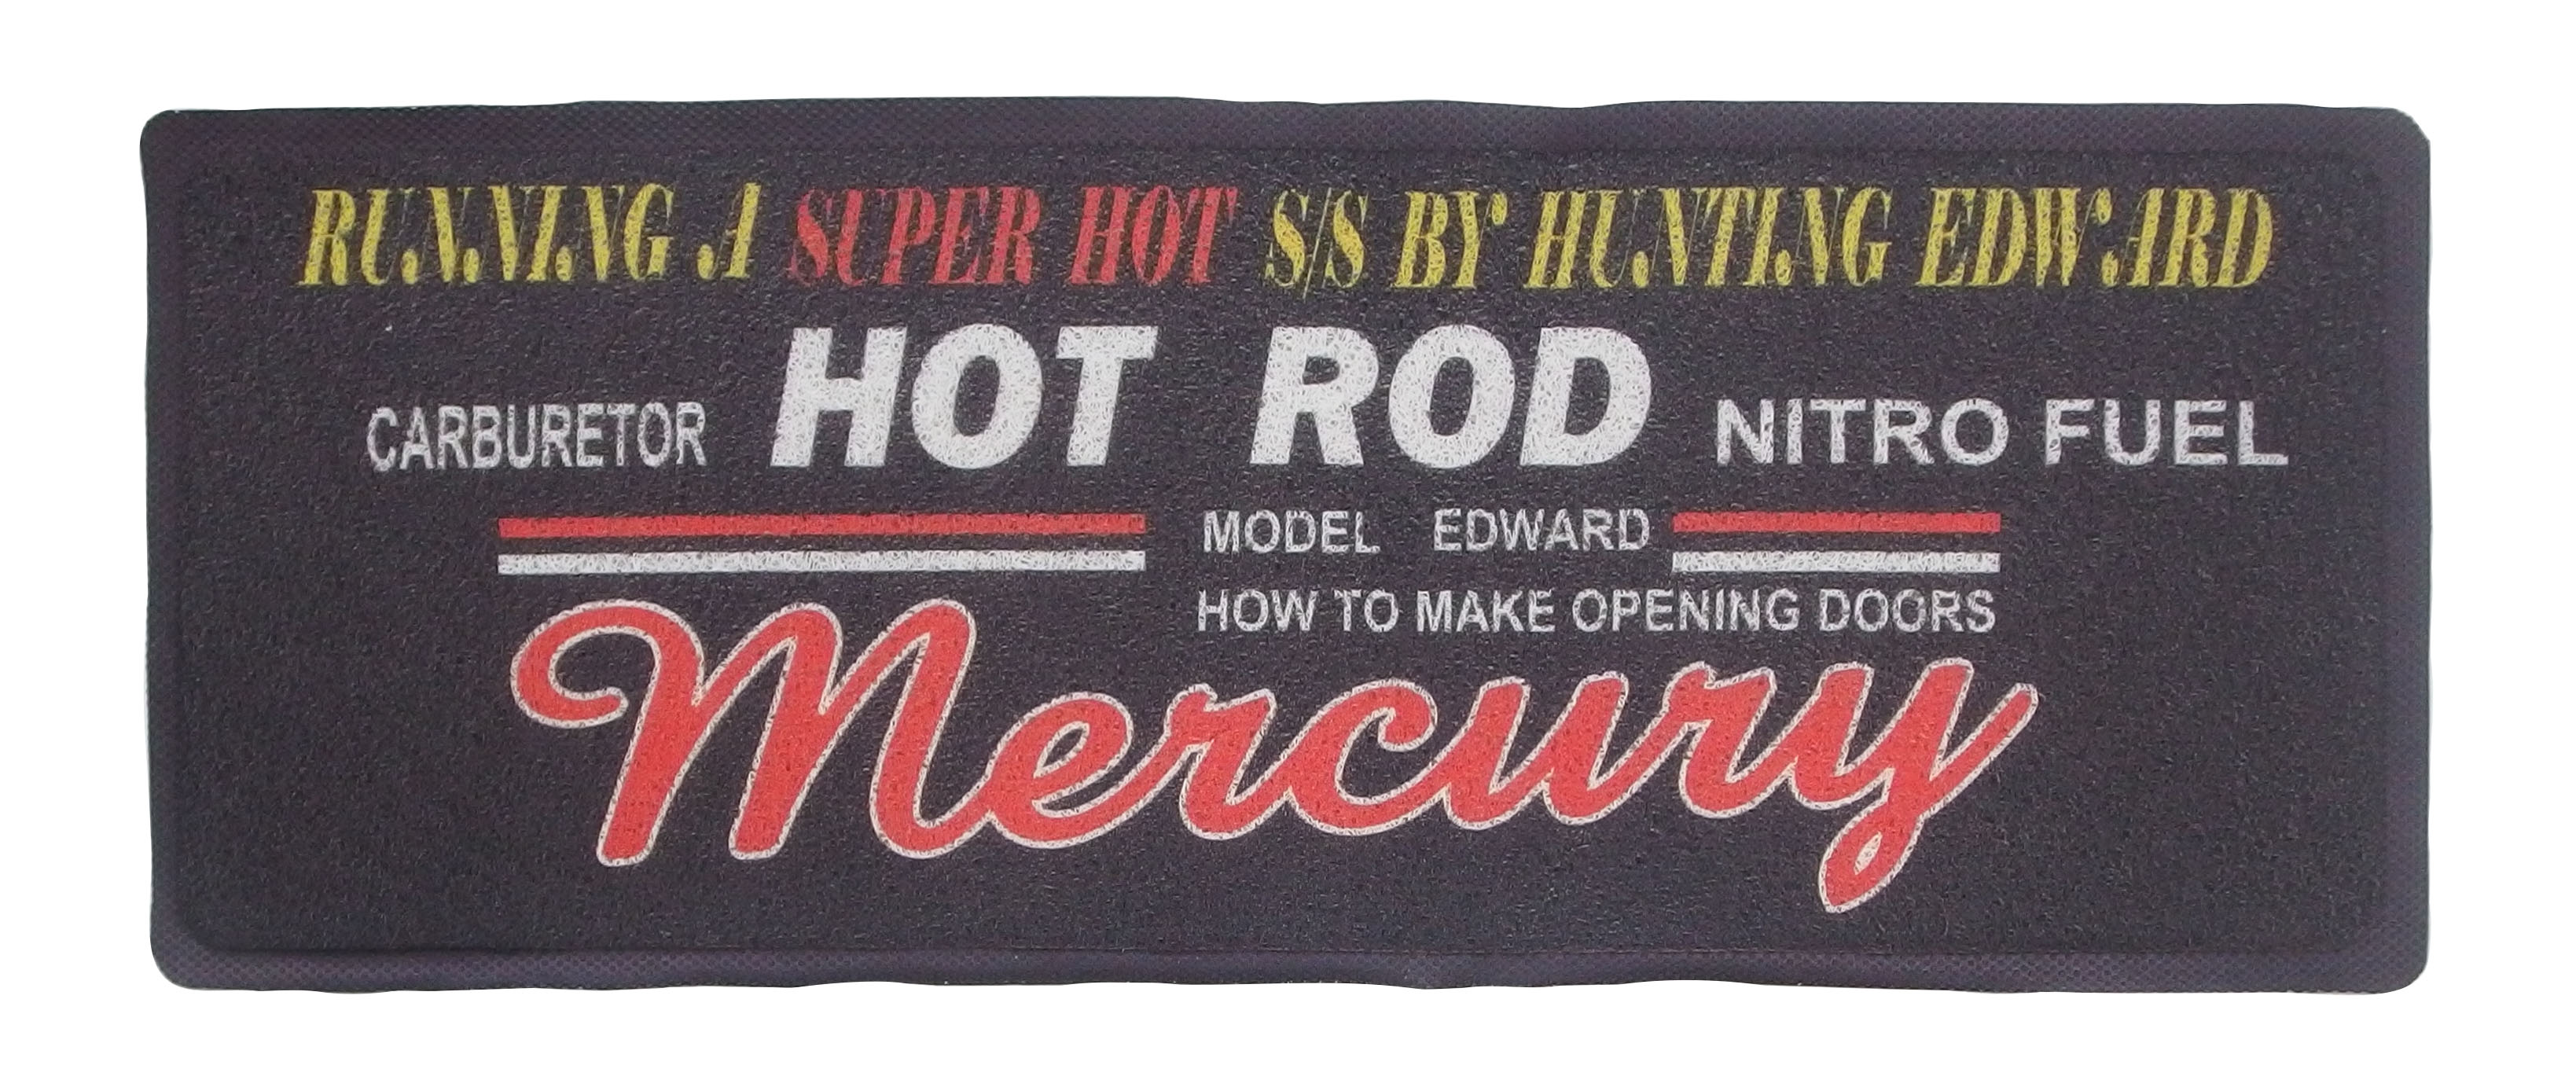 RUNNING A SUPER HOT S/S BY HUNTING EDWARD
CARBURETOR HOT ROD NITRO FUEL
MODEL EDWARD
HOW TO MAKE OPENING DOORS
Mercury